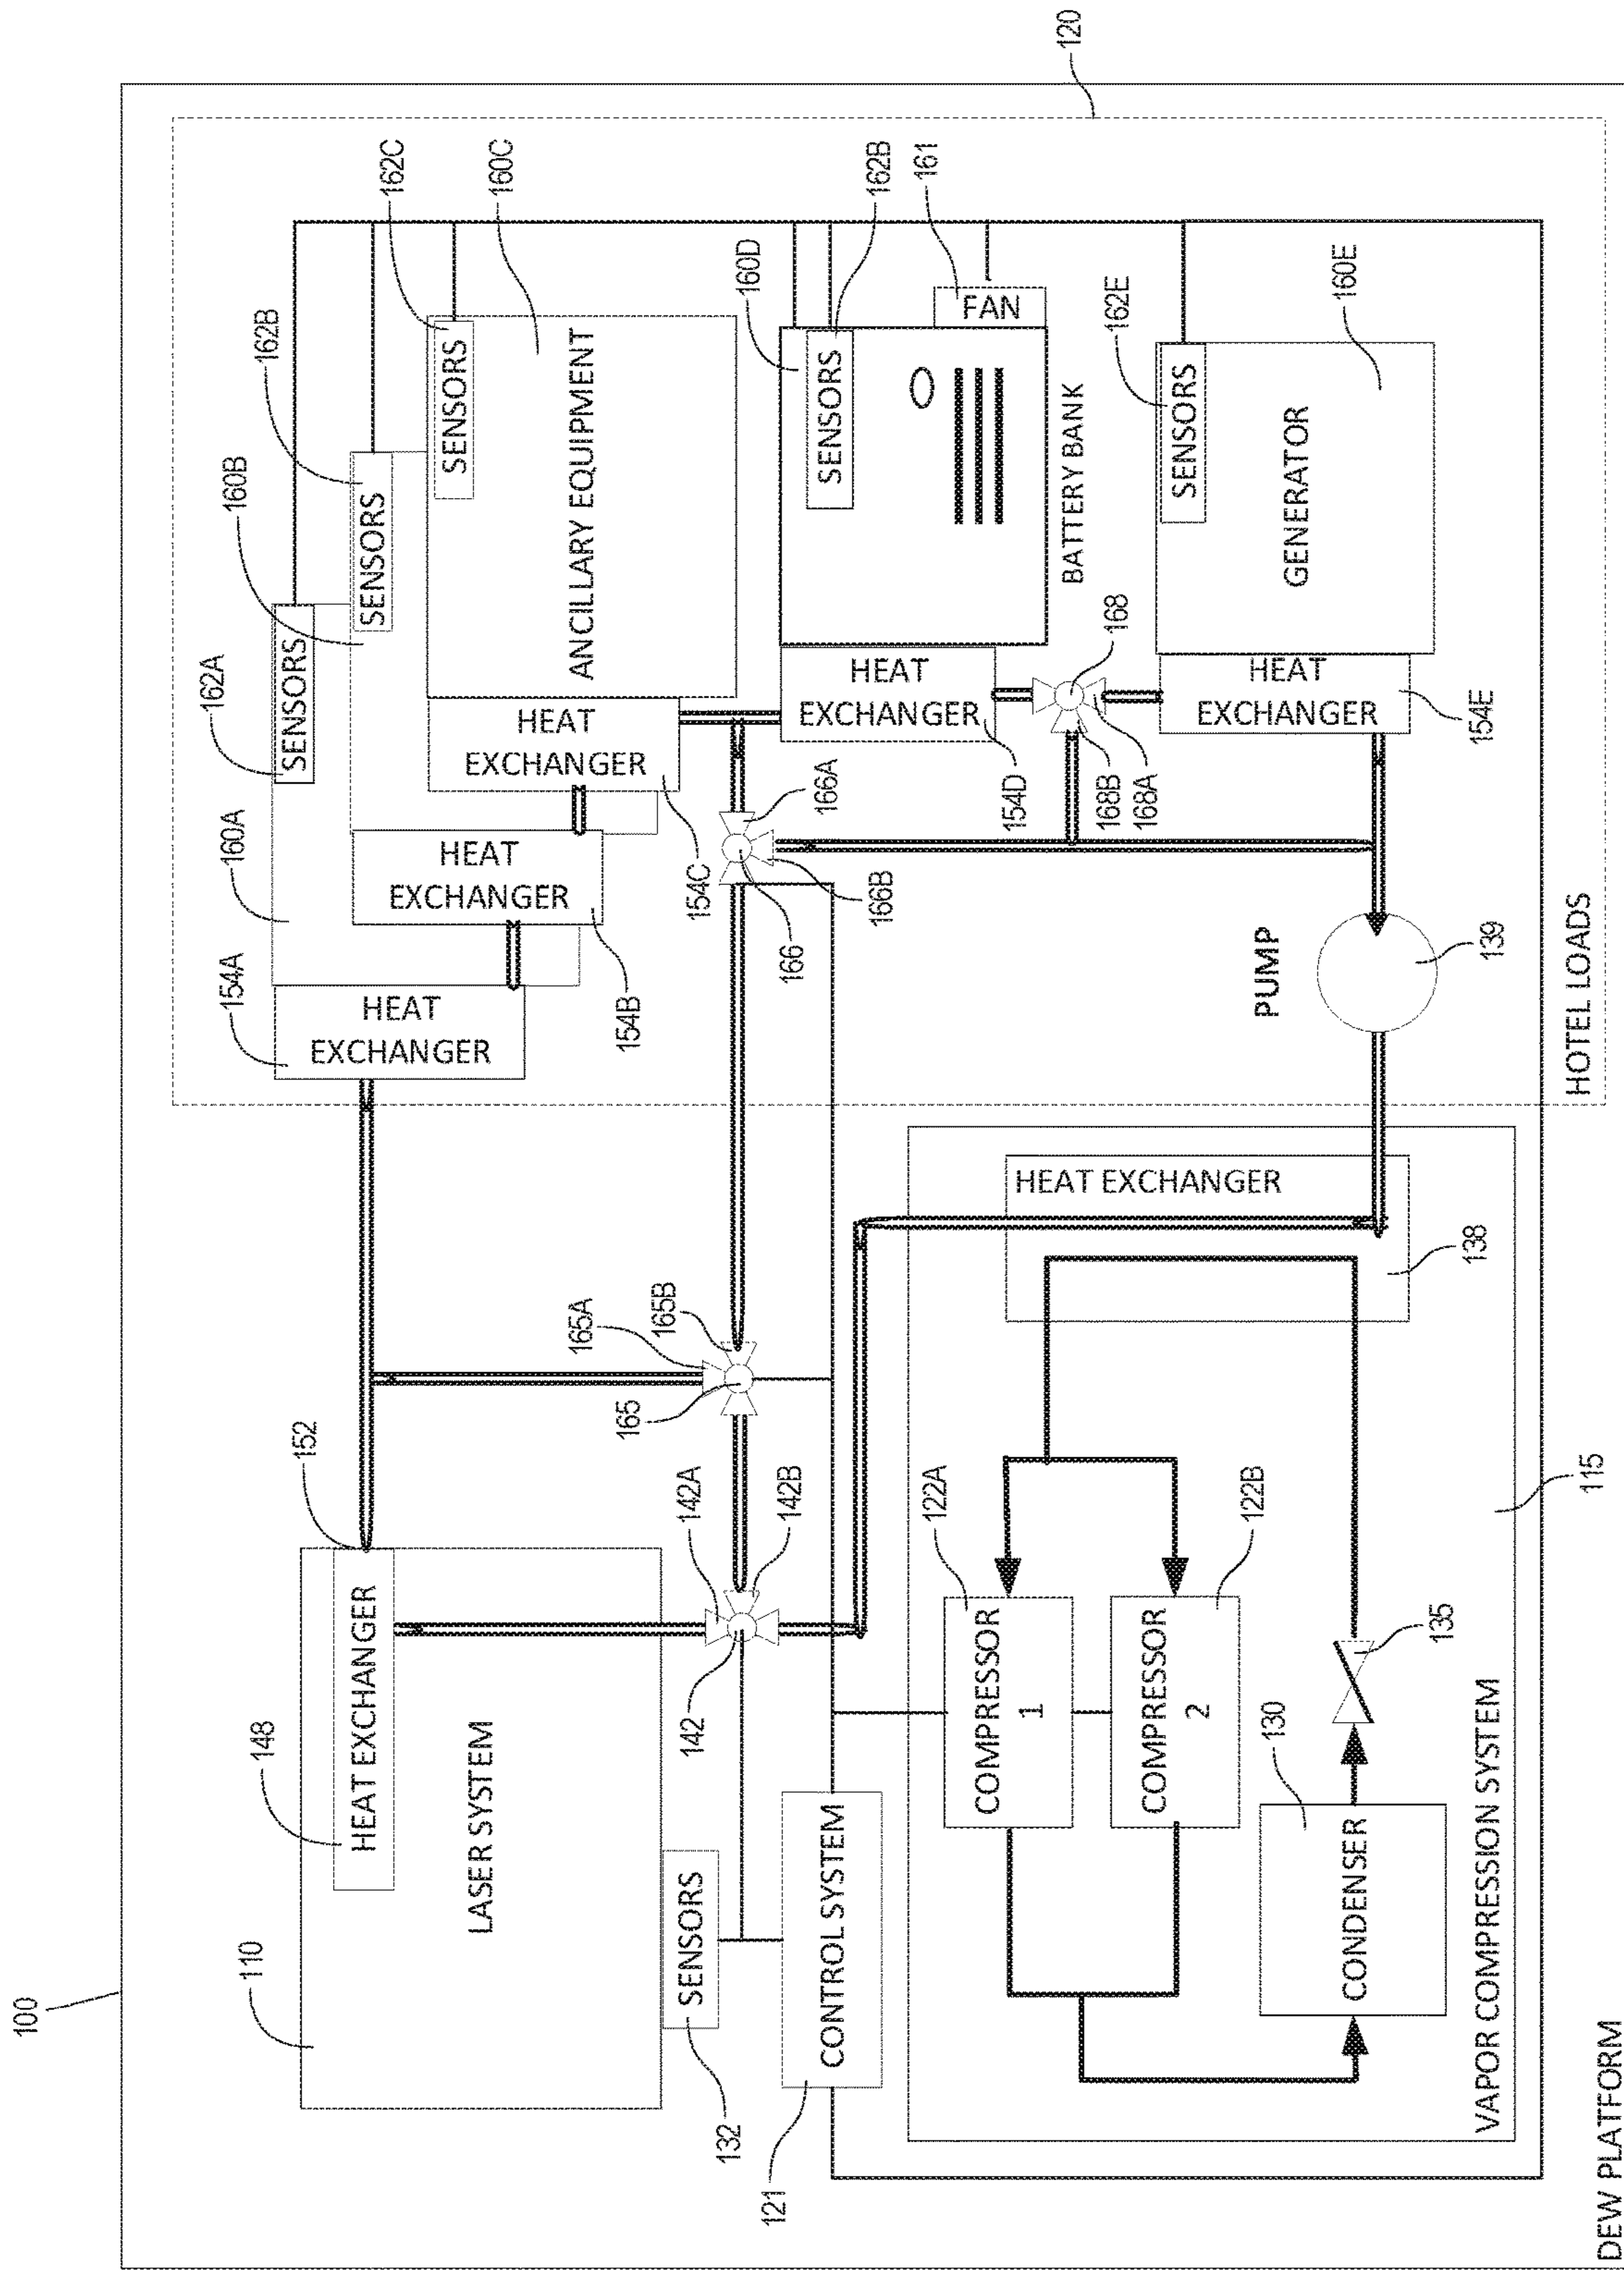 100
DEW PLATFORM
110
148
HEAT EXCHANGER
LASER SYSTEM
152
132
SENSORS
121
CONTROL SYSTEM
142
142A
142B
165
165A
165B
122A
COMPRESSOR
1
122B
COMPRESSOR
2
130
CONDENSER
135
HEAT EXCHANGER
138
115
VAPOR COMPRESSION SYSTEM
120
HOTEL LOADS
154A
HEAT
EXCHANGER
160A
162A
SENSORS
154B
HEAT
EXCHANGER
160B
162B
SENSORS
154C
HEAT
EXCHANGER
ANCILLARY EQUIPMENT
162C
SENSORS
160C
166
166A
166B
154D
HEAT
EXCHANGER
160D
SENSORS
162B
FAN
161
BATTERY BANK
168
168A
168B
162E
SENSORS
160E
GENERATOR
HEAT
EXCHANGER
154E
PUMP
139